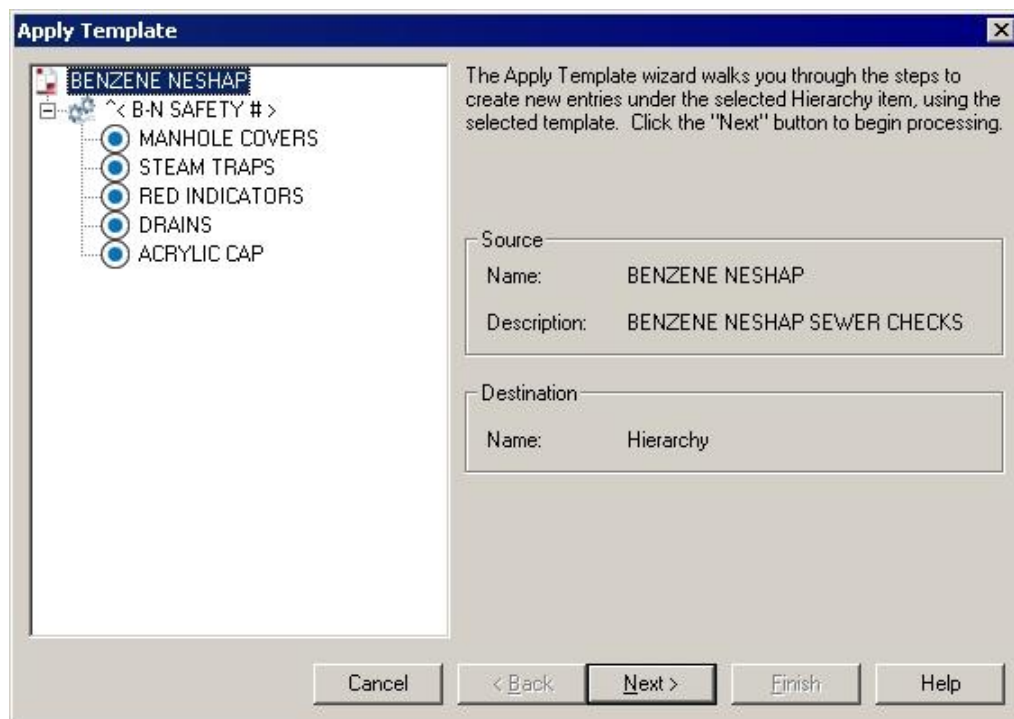 Apply Template
BENZENE NESHAP
^< B-N SAFETY # >
MANHOLE COVERS
STEAM TRAPS
RED INDICATORS
DRAINS
ACRYLIC CAP
The Apply Template wizard walks you through the steps to
create new entries under the selected Hierarchy item, using the
selected template. Click the "Next" button to begin processing.
Source
Name: BENZENE NESHAP
Description: BENZENE NESHAP SEWER CHECKS
Destination
Name: Hierarchy
Cancel < Back Next > Finish Help